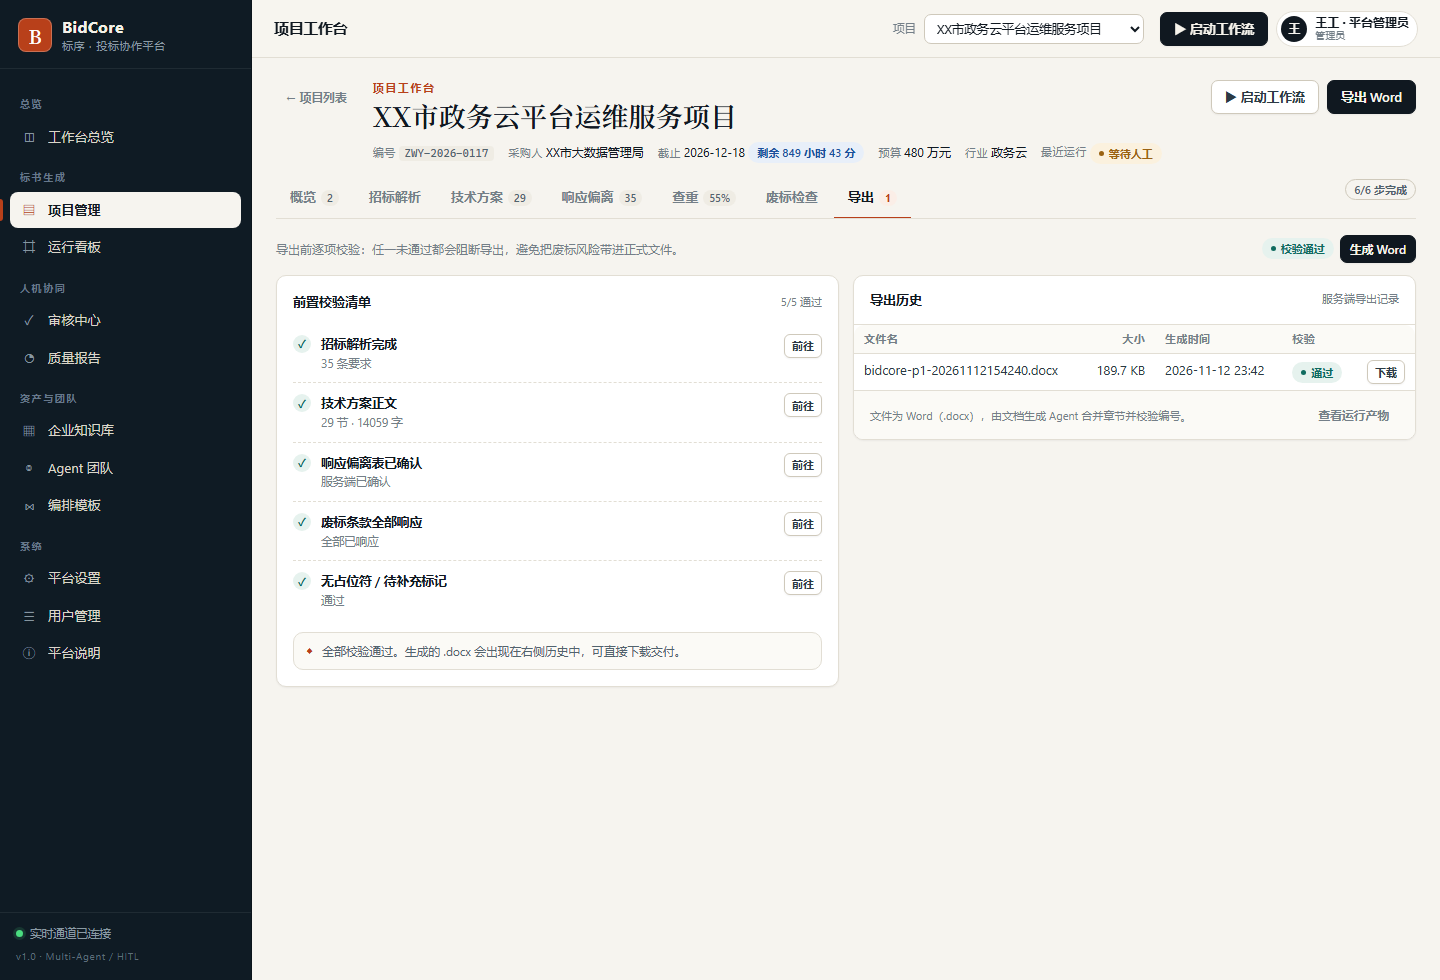 B
BidCore
标序 · 投标协作平台
总览
工作台总览
标书生成
项目管理
运行看板
人机协同
审核中心
质量报告
资产与团队
企业知识库
Agent 团队
编排模板
系统
平台设置
用户管理
平台说明
实时通道已连接
v1.0 · Multi-Agent / HITL
项目工作台
项目
XX市政务云平台运维服务项目
▶ 启动工作流
王
王工 · 平台管理员
管理员
← 项目列表
项目工作台
XX市政务云平台运维服务项目
编号 ZWY-2026-0117 采购人 XX市大数据管理局 截止 2026-12-18 剩余 849 小时 43 分 预算 480 万元 行业 政务云 最近运行 等待人工
▶ 启动工作流
导出 Word
概览 2 招标解析 技术方案 29 响应偏离 35 查重 55% 废标检查 导出 1
6/6 步完成
导出前逐项校验：任一未通过都会阻断导出，避免把废标风险带进正式文件。
校验通过
生成 Word
前置校验清单
5/5 通过
✓ 招标解析完成
35 条要求
前往
✓ 技术方案正文
29 节 · 14059 字
前往
✓ 响应偏离表已确认
服务端已确认
前往
✓ 废标条款全部响应
全部已响应
前往
✓ 无占位符 / 待补充标记
通过
前往
全部校验通过。生成的 .docx 会出现在右侧历史中，可直接下载交付。
导出历史
服务端导出记录
文件名 大小 生成时间 校验
bidcore-p1-20261112154240.docx 189.7 KB 2026-11-12 23:42 通过 下载
文件为 Word（.docx），由文档生成 Agent 合并章节并校验编号。
查看运行产物